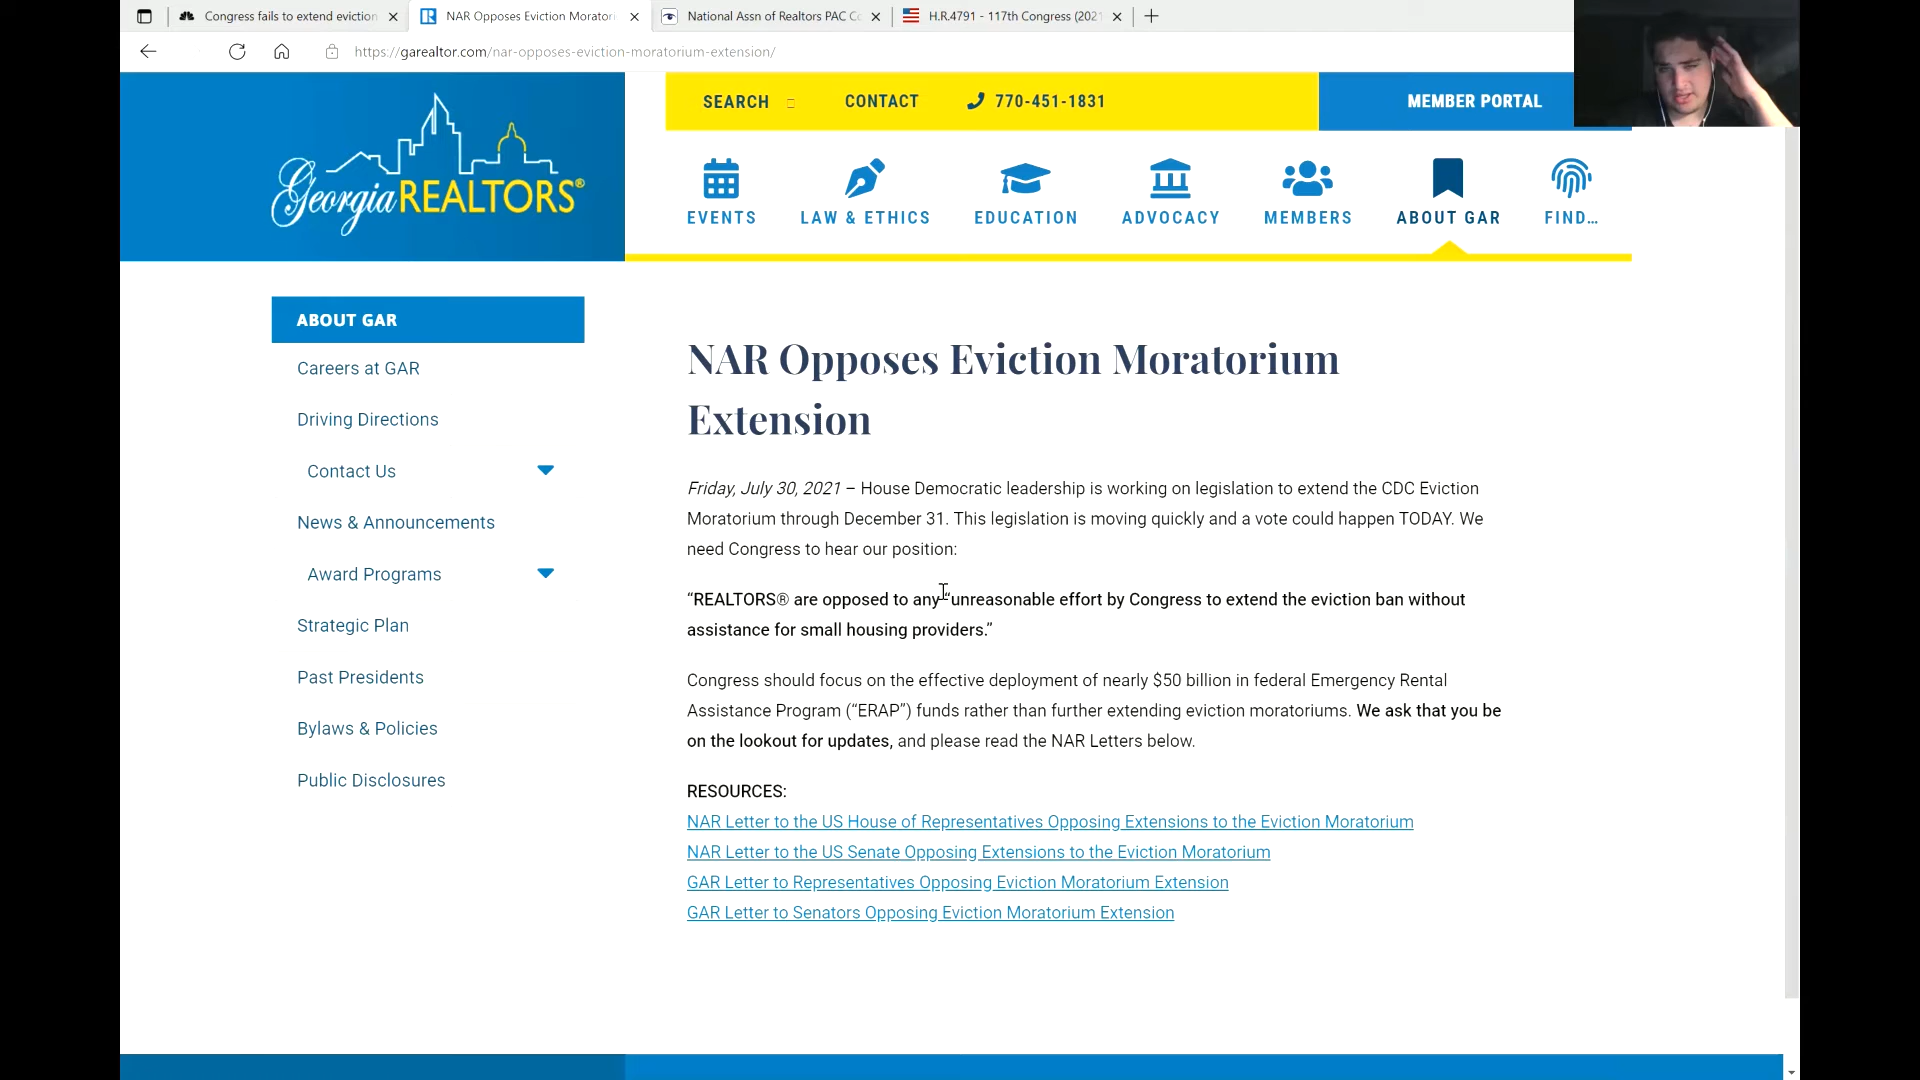 Congress fails to extend eviction
NAR Opposes Eviction Moratori
National Assn of Realtors PAC Co
H.R.4791 - 117th Congress (2021
https://garealtor.com/nar-opposes-eviction-moratorium-extension/
SEARCH
CONTACT
770-451-1831
MEMBER PORTAL
Georgia REALTORS®
EVENTS
LAW & ETHICS
EDUCATION
ADVOCACY
MEMBERS
ABOUT GAR
FIND…
ABOUT GAR
Careers at GAR
Driving Directions
Contact Us
News & Announcements
Award Programs
Strategic Plan
Past Presidents
Bylaws & Policies
Public Disclosures
NAR Opposes Eviction Moratorium
Extension
Friday, July 30, 2021 – House Democratic leadership is working on legislation to extend the CDC Eviction
Moratorium through December 31. This legislation is moving quickly and a vote could happen TODAY. We
need Congress to hear our position:
“REALTORS® are opposed to any “unreasonable effort by Congress to extend the eviction ban without
assistance for small housing providers.”
Congress should focus on the effective deployment of nearly $50 billion in federal Emergency Rental
Assistance Program (“ERAP”) funds rather than further extending eviction moratoriums. We ask that you be
on the lookout for updates, and please read the NAR Letters below.
RESOURCES:
NAR Letter to the US House of Representatives Opposing Extensions to the Eviction Moratorium
NAR Letter to the US Senate Opposing Extensions to the Eviction Moratorium
GAR Letter to Representatives Opposing Eviction Moratorium Extension
GAR Letter to Senators Opposing Eviction Moratorium Extension